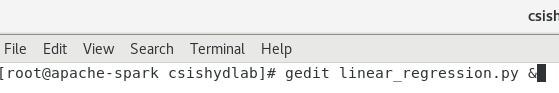 csish
File Edit View Search Terminal Help
[root@apache-spark csishydlab]# gedit linear_regression.py &